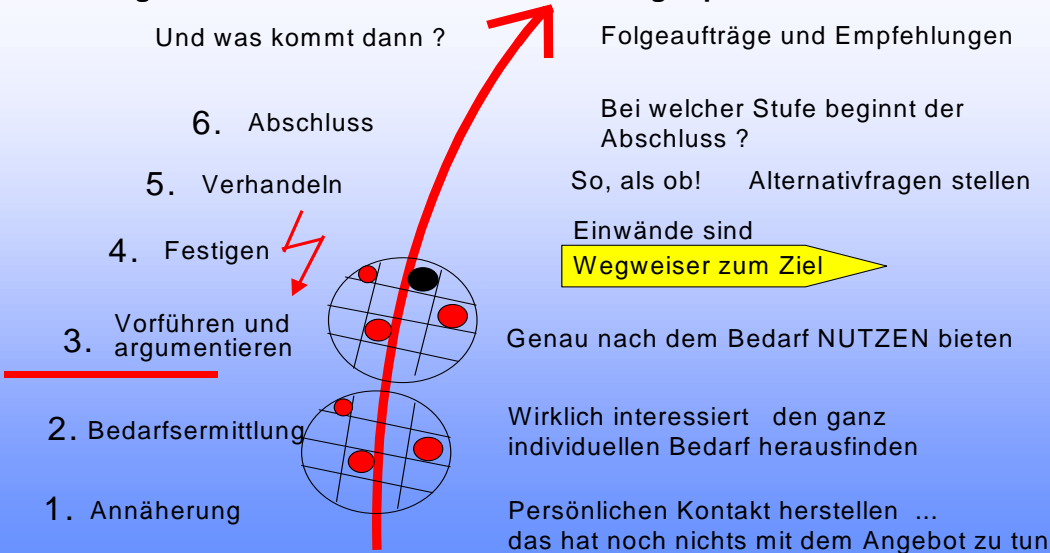 Und was kommt dann ?
Folgeaufträge und Empfehlungen
6. Abschluss
Bei welcher Stufe beginnt der
Abschluss ?
5. Verhandeln
So, als ob! Alternativfragen stellen
4. Festigen
Einwände sind
Wegweiser zum Ziel
3. Vorführen und
argumentieren
Genau nach dem Bedarf NUTZEN bieten
2. Bedarfsermittlung
Wirklich interessiert den ganz
individuellen Bedarf herausfinden
1. Annäherung
Persönlichen Kontakt herstellen ...
das hat noch nichts mit dem Angebot zu tun